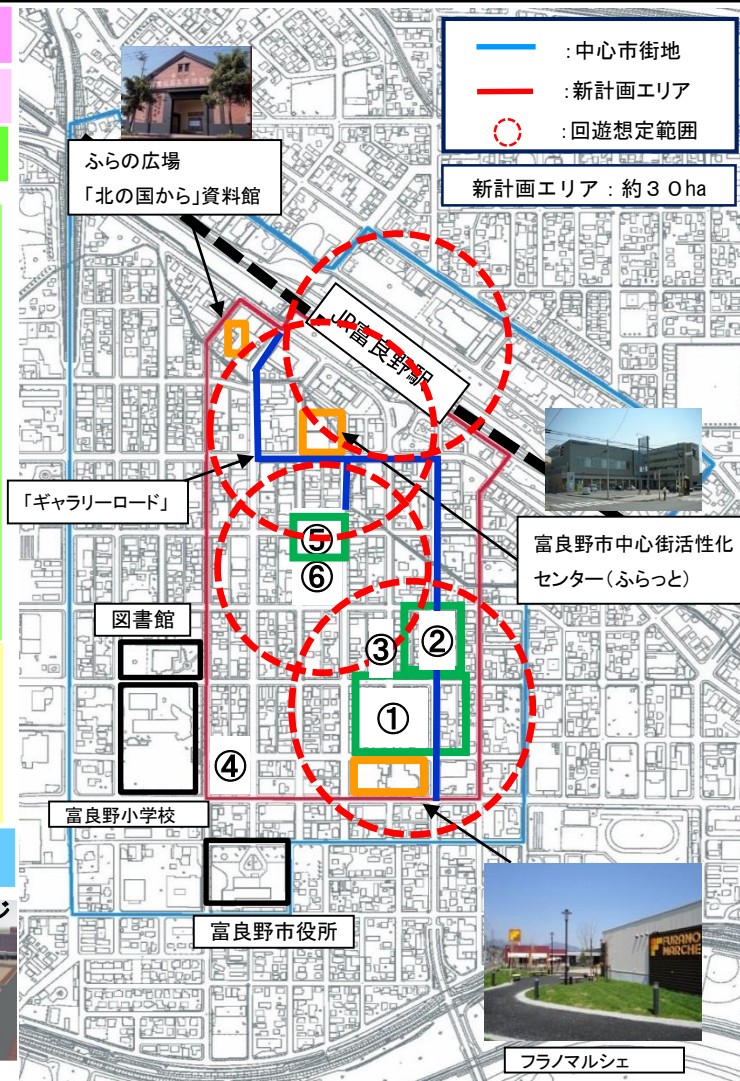 :中心市街地
:新計画エリア
:回遊想定範囲
新計画エリア:約30ha
ふらの広場
「北の国から」資料館
JR富良野駅
「ギャラリーロード」
富良野市中心街活性化
センター(ふらっと)
⑤
⑥
図書館
②
③
①
④
富良野小学校
富良野市役所
ジ
FURANO
MARCHE
フラノマルシェ